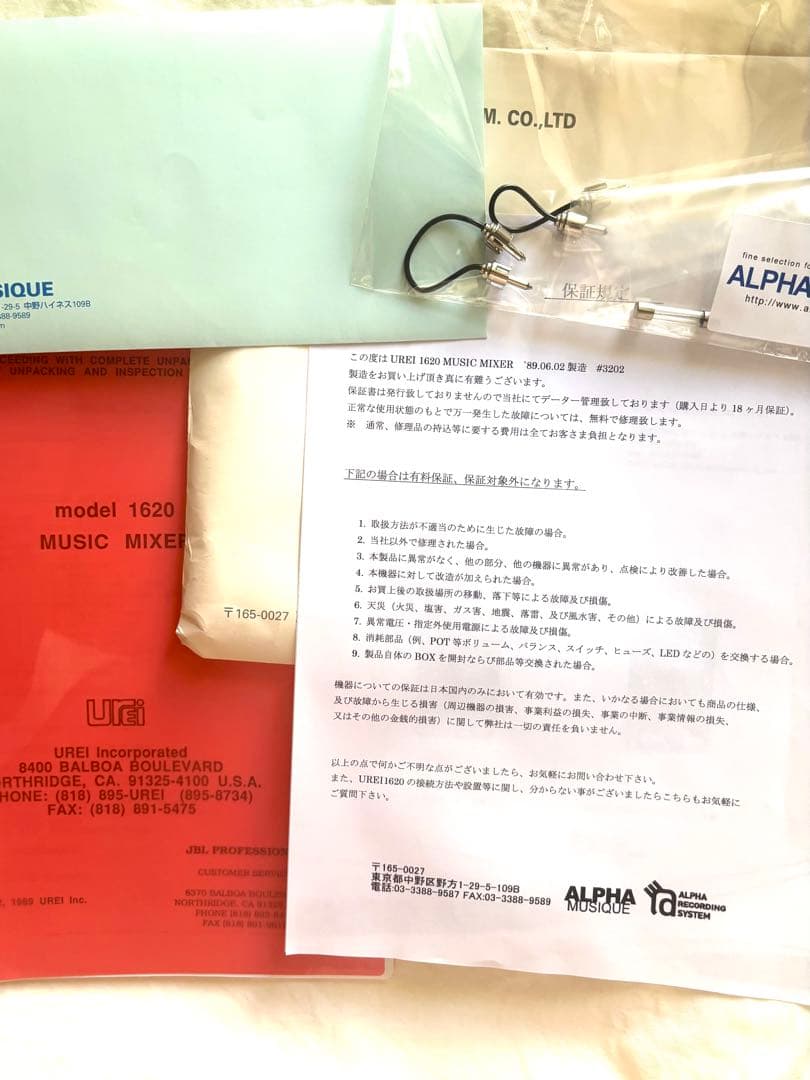 M. CO.,LTD
fine selection fo
ALPHA
http://www.a
保証規定
SIQUE
-29-5 中野ハイネス109B
388-9589
m
CEEDING WITH COMPLETE UNPA
UNPACKING AND INSPECTION
model 1620
MUSIC MIXER
〒165-0027
UREi
UREI Incorporated
8400 BALBOA BOULEVARD
ORTHRIDGE, CA. 91325-4100 U.S.A.
HONE: (818) 895-UREI (895-8734)
FAX: (818) 891-5475
JBL PROFESSION
CUSTOMER SERVI
8370 BALBOA BOULE
NORTHRIDGE, CA 913
PHONE (818) 893-8
FAX (818)
, 1989 UREI Inc.
この度は UREI 1620 MUSIC MIXER ‘89.06.02 製造 #3202
製造をお買い上げ頂き真に有難うございます。
保証書は発行致しておりませんので当社にてデーター管理致しております（購入日より 18 ヶ月保証）。
正常な使用状態のもとで万一発生した故障については、無料で修理致します。
※ 通常、修理品の持込等に要する費用は全てお客さま負担となります。
下記の場合は有料保証、保証対象外になります。
1. 取扱方法が不適当のために生じた故障の場合。
2. 当社以外で修理された場合。
3. 本製品に異常がなく、他の部分、他の機器に異常があり、点検により改善した場合。
4. 本機器に対して改造が加えられた場合。
5. お買上後の取扱場所の移動、落下等による故障及び損傷。
6. 天災（火災、塩害、ガス害、地震、落雷、及び風水害、その他）による故障及び損傷。
7. 異常電圧・指定外使用電源による故障及び損傷。
8. 消耗部品（例、POT 等ボリューム、バランス、スイッチ、ヒューズ、LED などの）を交換する場合。
9. 製品自体の BOX を開封ならび部品等交換された場合。
機器についての保証は日本国内のみにおいて有効です。また、いかなる場合においても商品の仕様、
及び故障から生じる損害（周辺機器の損害、事業利益の損失、事業の中断、事業情報の損失、
又はその他の金銭的損害）に関して弊社は一切の責任を負いません。
以上の点で何かご不明な点がございましたら、お気軽にお問い合わせ下さい。
また、UREI1620 の接続方法や設置等に関し、分からない事がございましたらこちらもお気軽に
ご質問下さい。
〒165-0027
東京都中野区野方1-29-5-109B
電話:03-3388-9587 FAX:03-3388-9589
ALPHA
MUSIQUE
ALPHA
RECORDING
SYSTEM